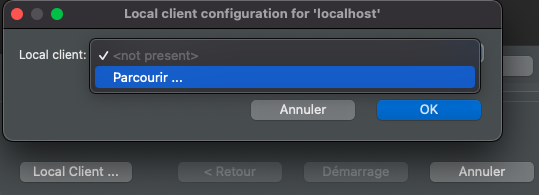 Local client configuration for 'localhost'
Local client:
✓ <not present>
Parcourir ...
Annuler
OK
Local Client ...
< Retour
Démarrage
Annuler